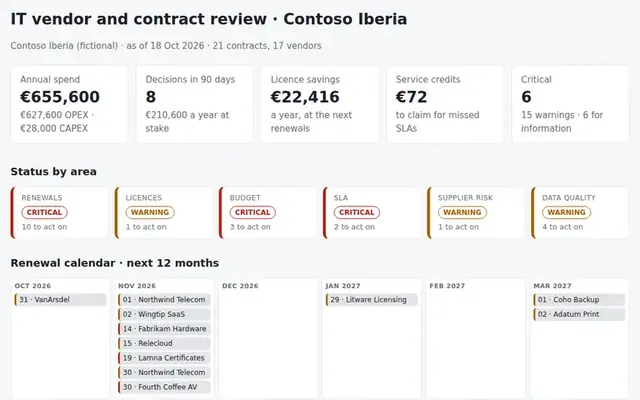 IT vendor and contract review · Contoso Iberia
Contoso Iberia (fictional) · as of 18 Oct 2026 · 21 contracts, 17 vendors
Annual spend
€655,600
€627,600 OPEX ·
€28,000 CAPEX
Decisions in 90 days
8
€210,600 a year at
stake
Licence savings
€22,416
a year, at the next
renewals
Service credits
€72
to claim for missed
SLAs
Critical
6
15 warnings · 6 for
information
Status by area
RENEWALS
CRITICAL
10 to act on
LICENCES
WARNING
1 to act on
BUDGET
CRITICAL
3 to act on
SLA
CRITICAL
2 to act on
SUPPLIER RISK
WARNING
1 to act on
DATA QUALITY
WARNING
4 to act on
Renewal calendar · next 12 months
OCT 2026
31 · VanArsdel
NOV 2026
01 · Northwind Telecom
02 · Wingtip SaaS
14 · Fabrikam Hardware
15 · Relecloud
19 · Lamna Certificates
30 · Northwind Telecom
30 · Fourth Coffee AV
DEC 2026
JAN 2027
29 · Litware Licensing
FEB 2027
MAR 2027
01 · Coho Backup
02 · Adatum Print